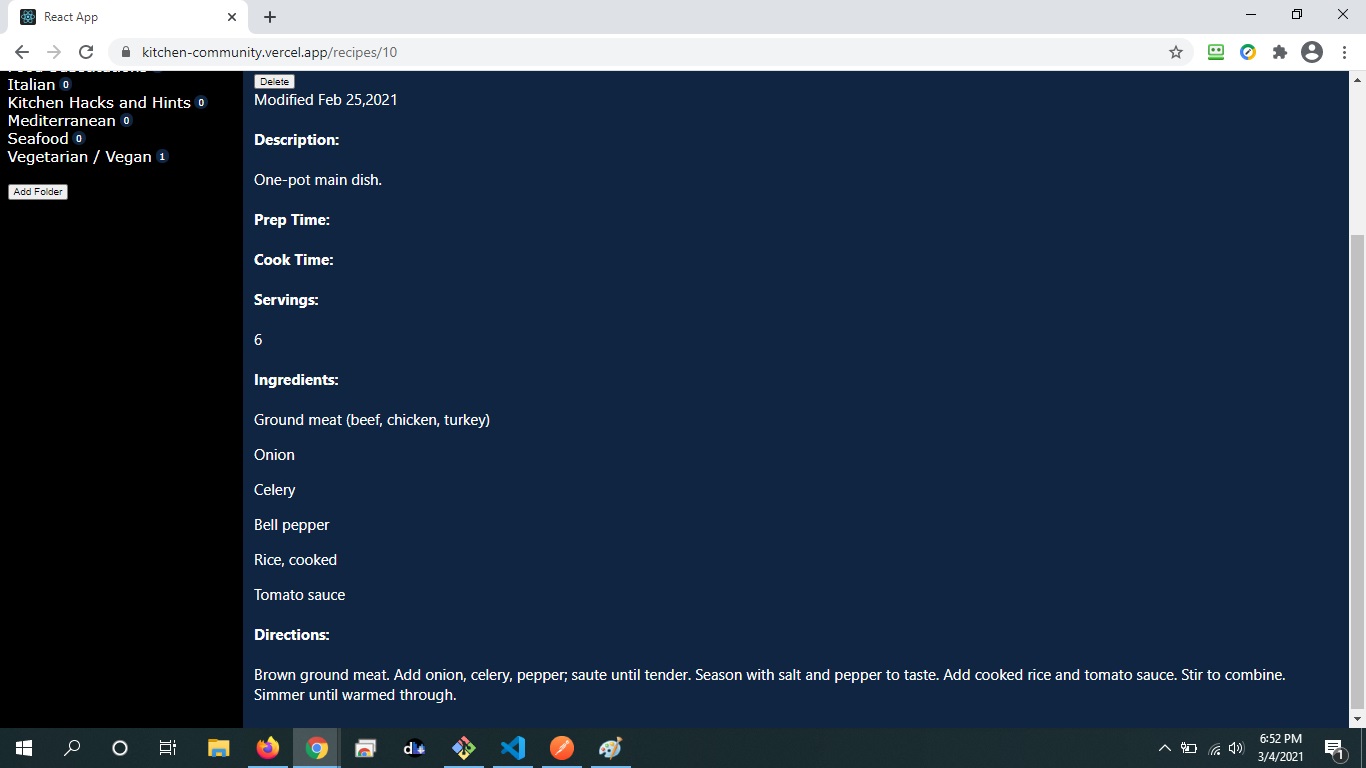 React App
kitchen-community.vercel.app/recipes/10
Italian 0
Kitchen Hacks and Hints 0
Mediterranean 0
Seafood 0
Vegetarian / Vegan 1
Add Folder
Delete
Modified Feb 25,2021
Description:
One-pot main dish.
Prep Time:
Cook Time:
Servings:
6
Ingredients:
Ground meat (beef, chicken, turkey)
Onion
Celery
Bell pepper
Rice, cooked
Tomato sauce
Directions:
Brown ground meat. Add onion, celery, pepper; saute until tender. Season with salt and pepper to taste. Add cooked rice and tomato sauce. Stir to combine.
Simmer until warmed through.
6:52 PM
3/4/2021
1